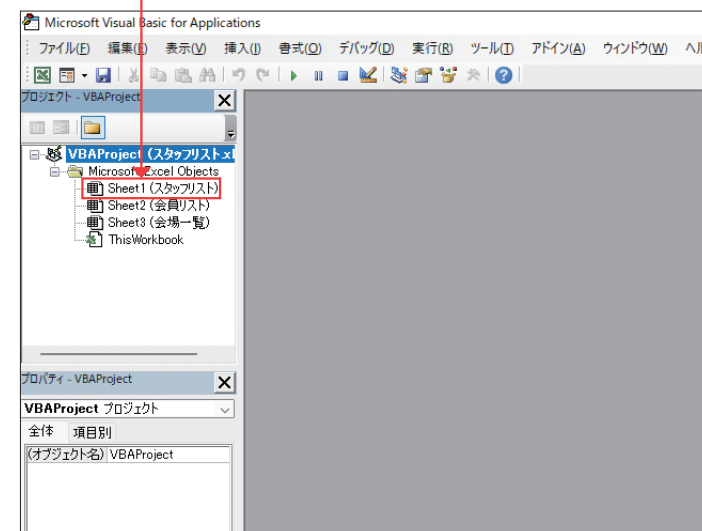 Microsoft Visual Basic for Applications
ファイル(F) 編集(E) 表示(V) 挿入(I) 書式(O) デバッグ(D) 実行(R) ツール(T) アドイン(A) ウィンドウ(W) ヘル
プロジェクト - VBAProject
VBAProject (スタッフリスト.xl
Microsoft Excel Objects
Sheet1 (スタッフリスト)
Sheet2 (会員リスト)
Sheet3 (会場一覧)
ThisWorkbook
プロパティ - VBAProject
VBAProject プロジェクト
全体 項目別
(オブジェクト名) VBAProject